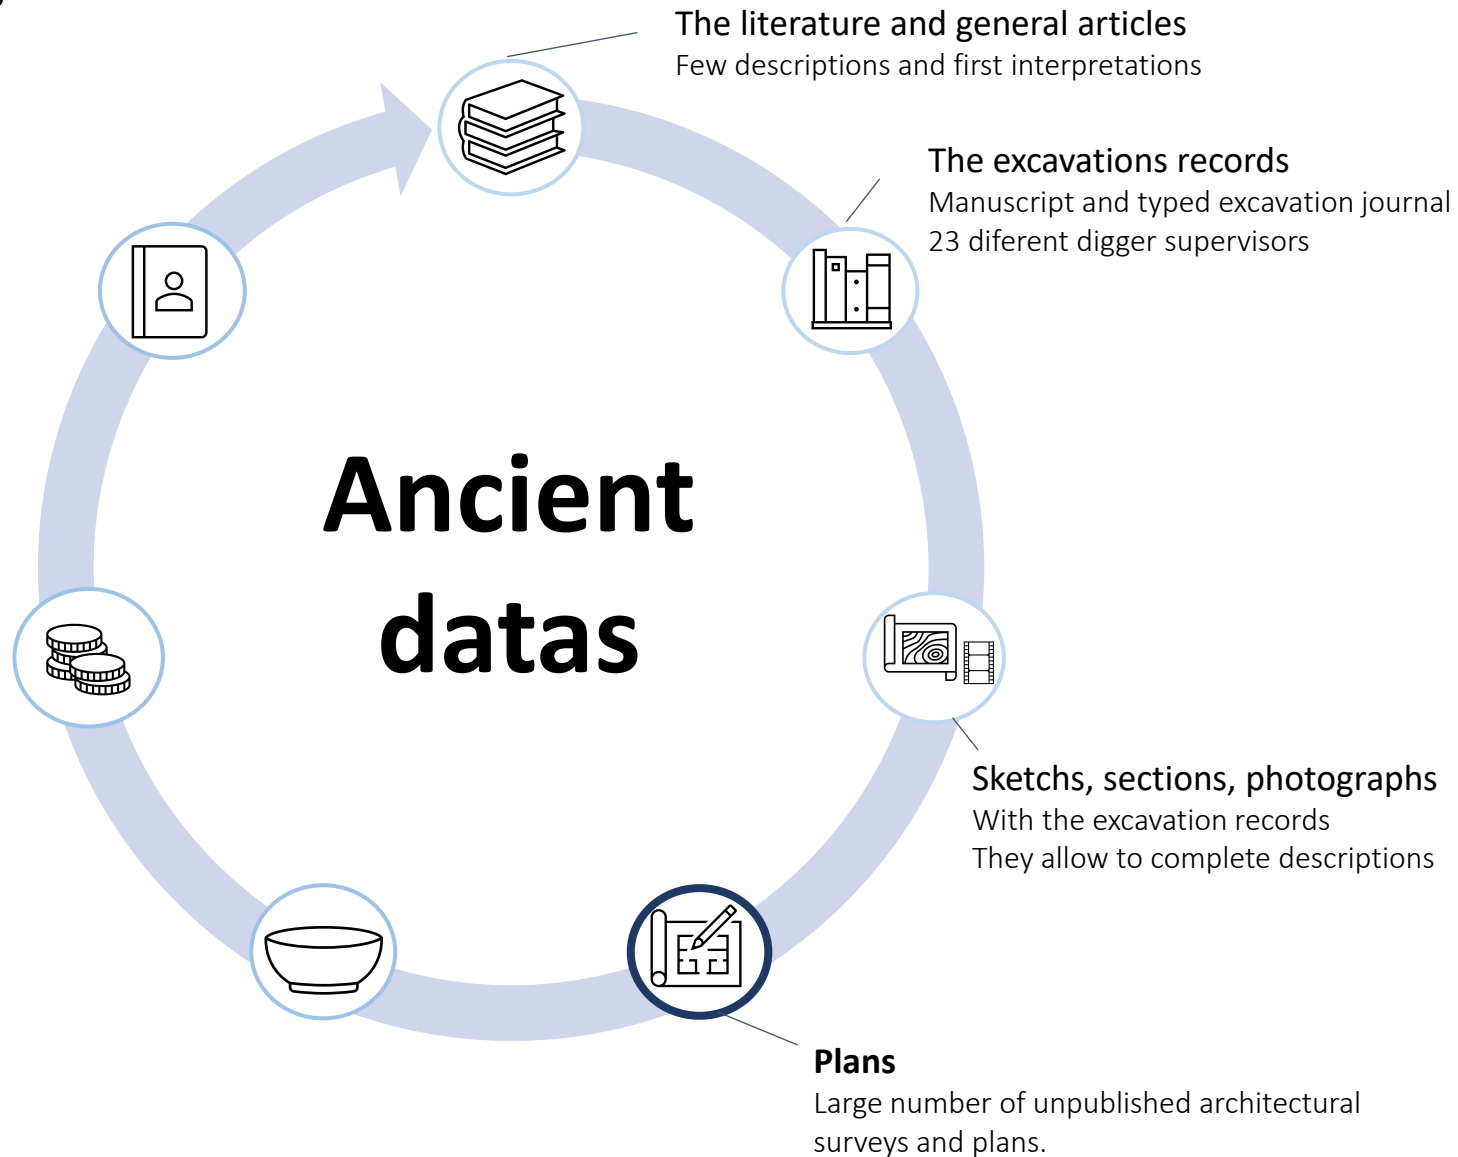 The literature and general articles
Few descriptions and first interpretations
The excavations records
Manuscript and typed excavation journal
23 diferent digger supervisors
Ancient
datas
Sketchs, sections, photographs
With the excavation records
They allow to complete descriptions
Plans
Large number of unpublished architectural
surveys and plans.